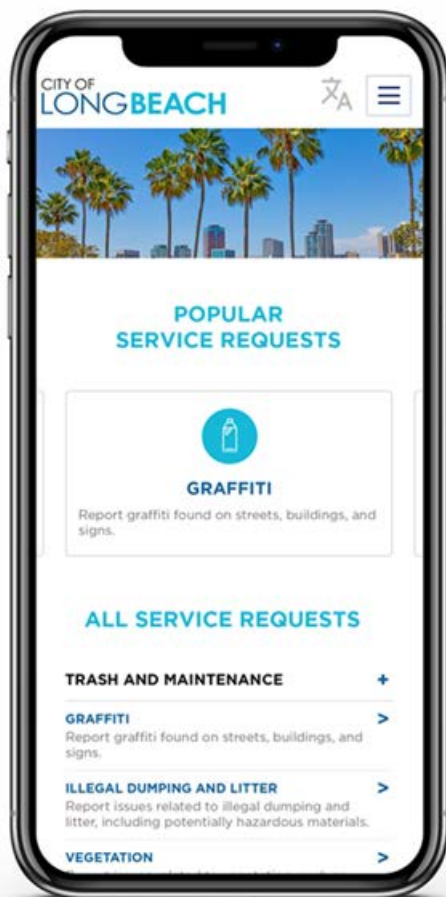 CITY OF
LONGBEACH
文A
POPULAR
SERVICE REQUESTS
GRAFFITI
Report graffiti found on streets, buildings, and
signs.
ALL SERVICE REQUESTS
TRASH AND MAINTENANCE +
GRAFFITI >
Report graffiti found on streets, buildings, and
signs.
ILLEGAL DUMPING AND LITTER >
Report issues related to illegal dumping and
litter, including potentially hazardous materials.
VEGETATION >